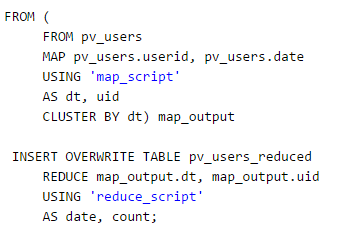 FROM (
FROM pv_users
MAP pv_users.userid, pv_users.date
USING 'map_script'
AS dt, uid
CLUSTER BY dt) map_output
INSERT OVERWRITE TABLE pv_users_reduced
REDUCE map_output.dt, map_output.uid
USING 'reduce_script'
AS date, count;